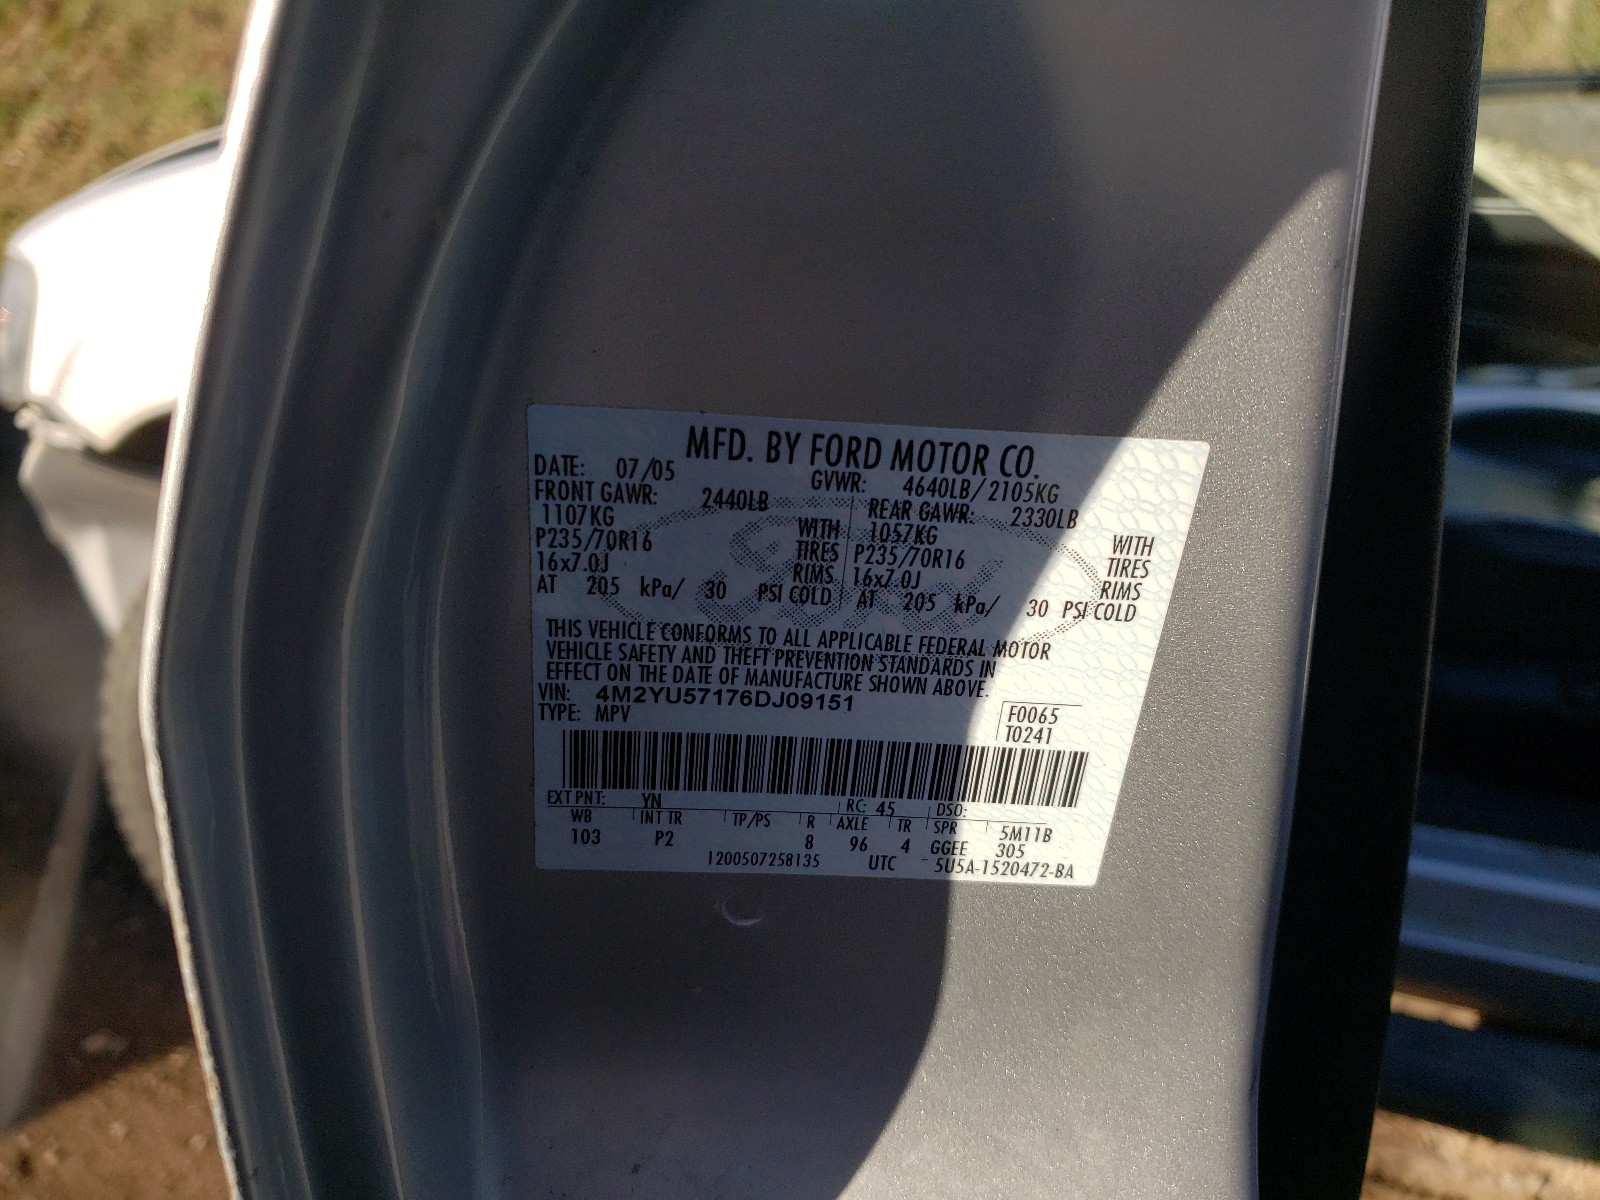 MFD. BY FORD MOTOR CO.
DATE: 07/05 GVWR: 4640LB/2105KG
FRONT GAWR: 2440LB REAR GAWR: 2330LB
1107KG WITH 1057KG WITH
P235/70R16 TIRES P235/70R16 TIRES
16x7.0J RIMS 16x7.0J RIMS
AT 205 kPa/ 30 PSI COLD AT 205 kPa/ 30 PSI COLD
THIS VEHICLE CONFORMS TO ALL APPLICABLE FEDERAL MOTOR
VEHICLE SAFETY AND THEFT PREVENTION STANDARDS IN
EFFECT ON THE DATE OF MANUFACTURE SHOWN ABOVE.
VIN: 4M2YU57176DJ09151
TYPE: MPV F0065
T0241
EXT PNT: YN RC: 45 DSO:
WB INT TR TP/PS R AXLE TR SPR 5M11B
103 P2 8 96 4 GGEE 305
1200507258135 UTC 5U5A-1520472-BA